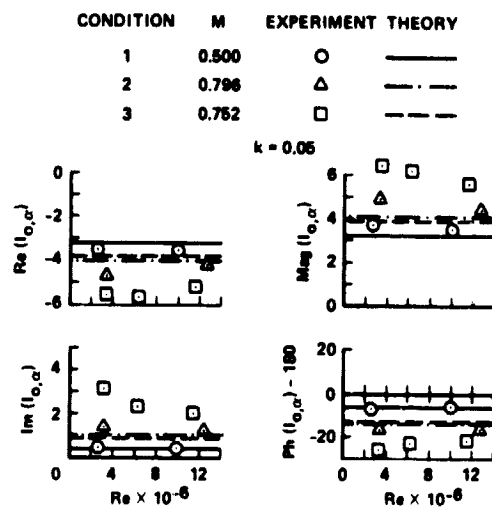 CONDITION M EXPERIMENT THEORY
1 0.500
2 0.796
3 0.752
k = 0.05
Re (I₀,α)
0
-2
-4
-6
Mag (I₀,α)
6
4
2
0
Im (I₀,α)
4
2
0 4 8 12
Re × 10⁻⁶
Ph (I₀,α) – 180
20
0
-20
0 4 8 12
Re × 10⁻⁶